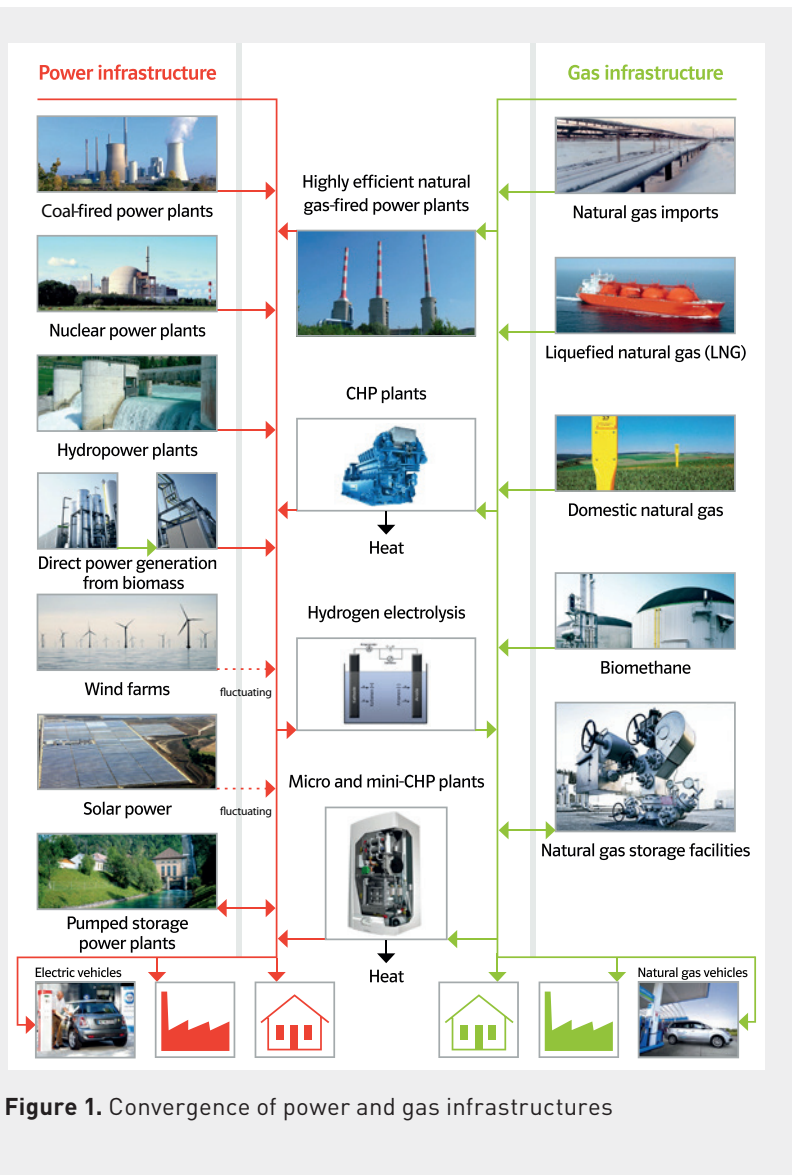 Power infrastructure
Gas infrastructure
Coal-fired power plants
Nuclear power plants
Hydropower plants
Direct power generation
from biomass
Wind farms
fluctuating
Solar power
fluctuating
Pumped storage
power plants
Highly efficient natural
gas-fired power plants
CHP plants
Heat
Hydrogen electrolysis
Micro and mini-CHP plants
Heat
Natural gas imports
Liquefied natural gas (LNG)
Domestic natural gas
Biomethane
Natural gas storage facilities
Electric vehicles
Natural gas vehicles
Figure 1. Convergence of power and gas infrastructures